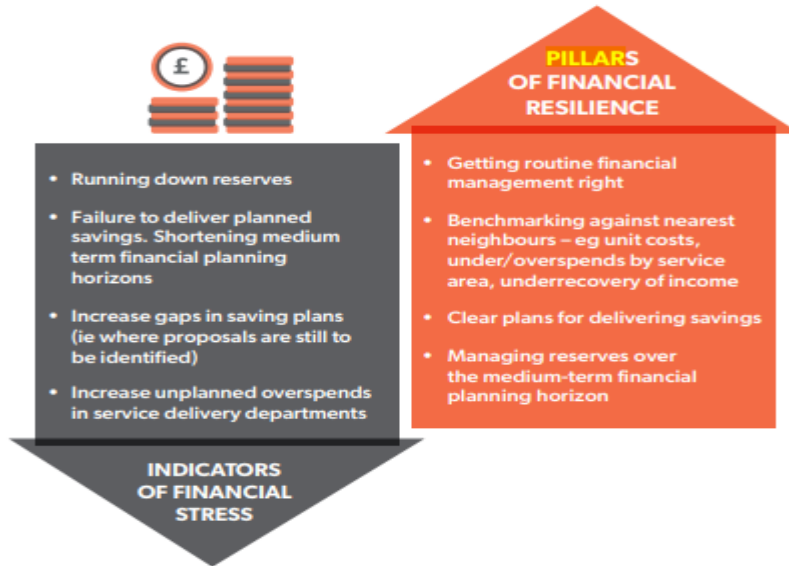 £
• Running down reserves
• Failure to deliver planned
savings. Shortening medium
term financial planning
horizons
• Increase gaps in saving plans
(ie where proposals are still to
be identified)
• Increase unplanned overspends
in service delivery departments
INDICATORS
OF FINANCIAL
STRESS
PILLARS
OF FINANCIAL
RESILIENCE
• Getting routine financial
management right
• Benchmarking against nearest
neighbours – eg unit costs,
under/overspends by service
area, underrecovery of income
• Clear plans for delivering savings
• Managing reserves over
the medium-term financial
planning horizon